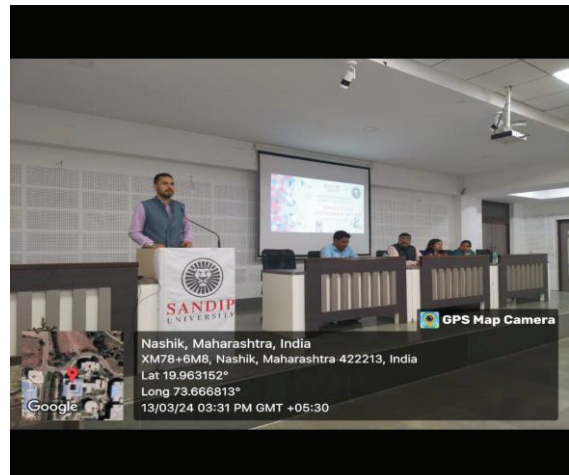 SANDIP
UNIVERSITY
GPS Map Camera
Nashik, Maharashtra, India
XM78+6M8, Nashik, Maharashtra 422213, India
Lat 19.963152°
Long 73.666813°
13/03/24 03:31 PM GMT +05:30
Google